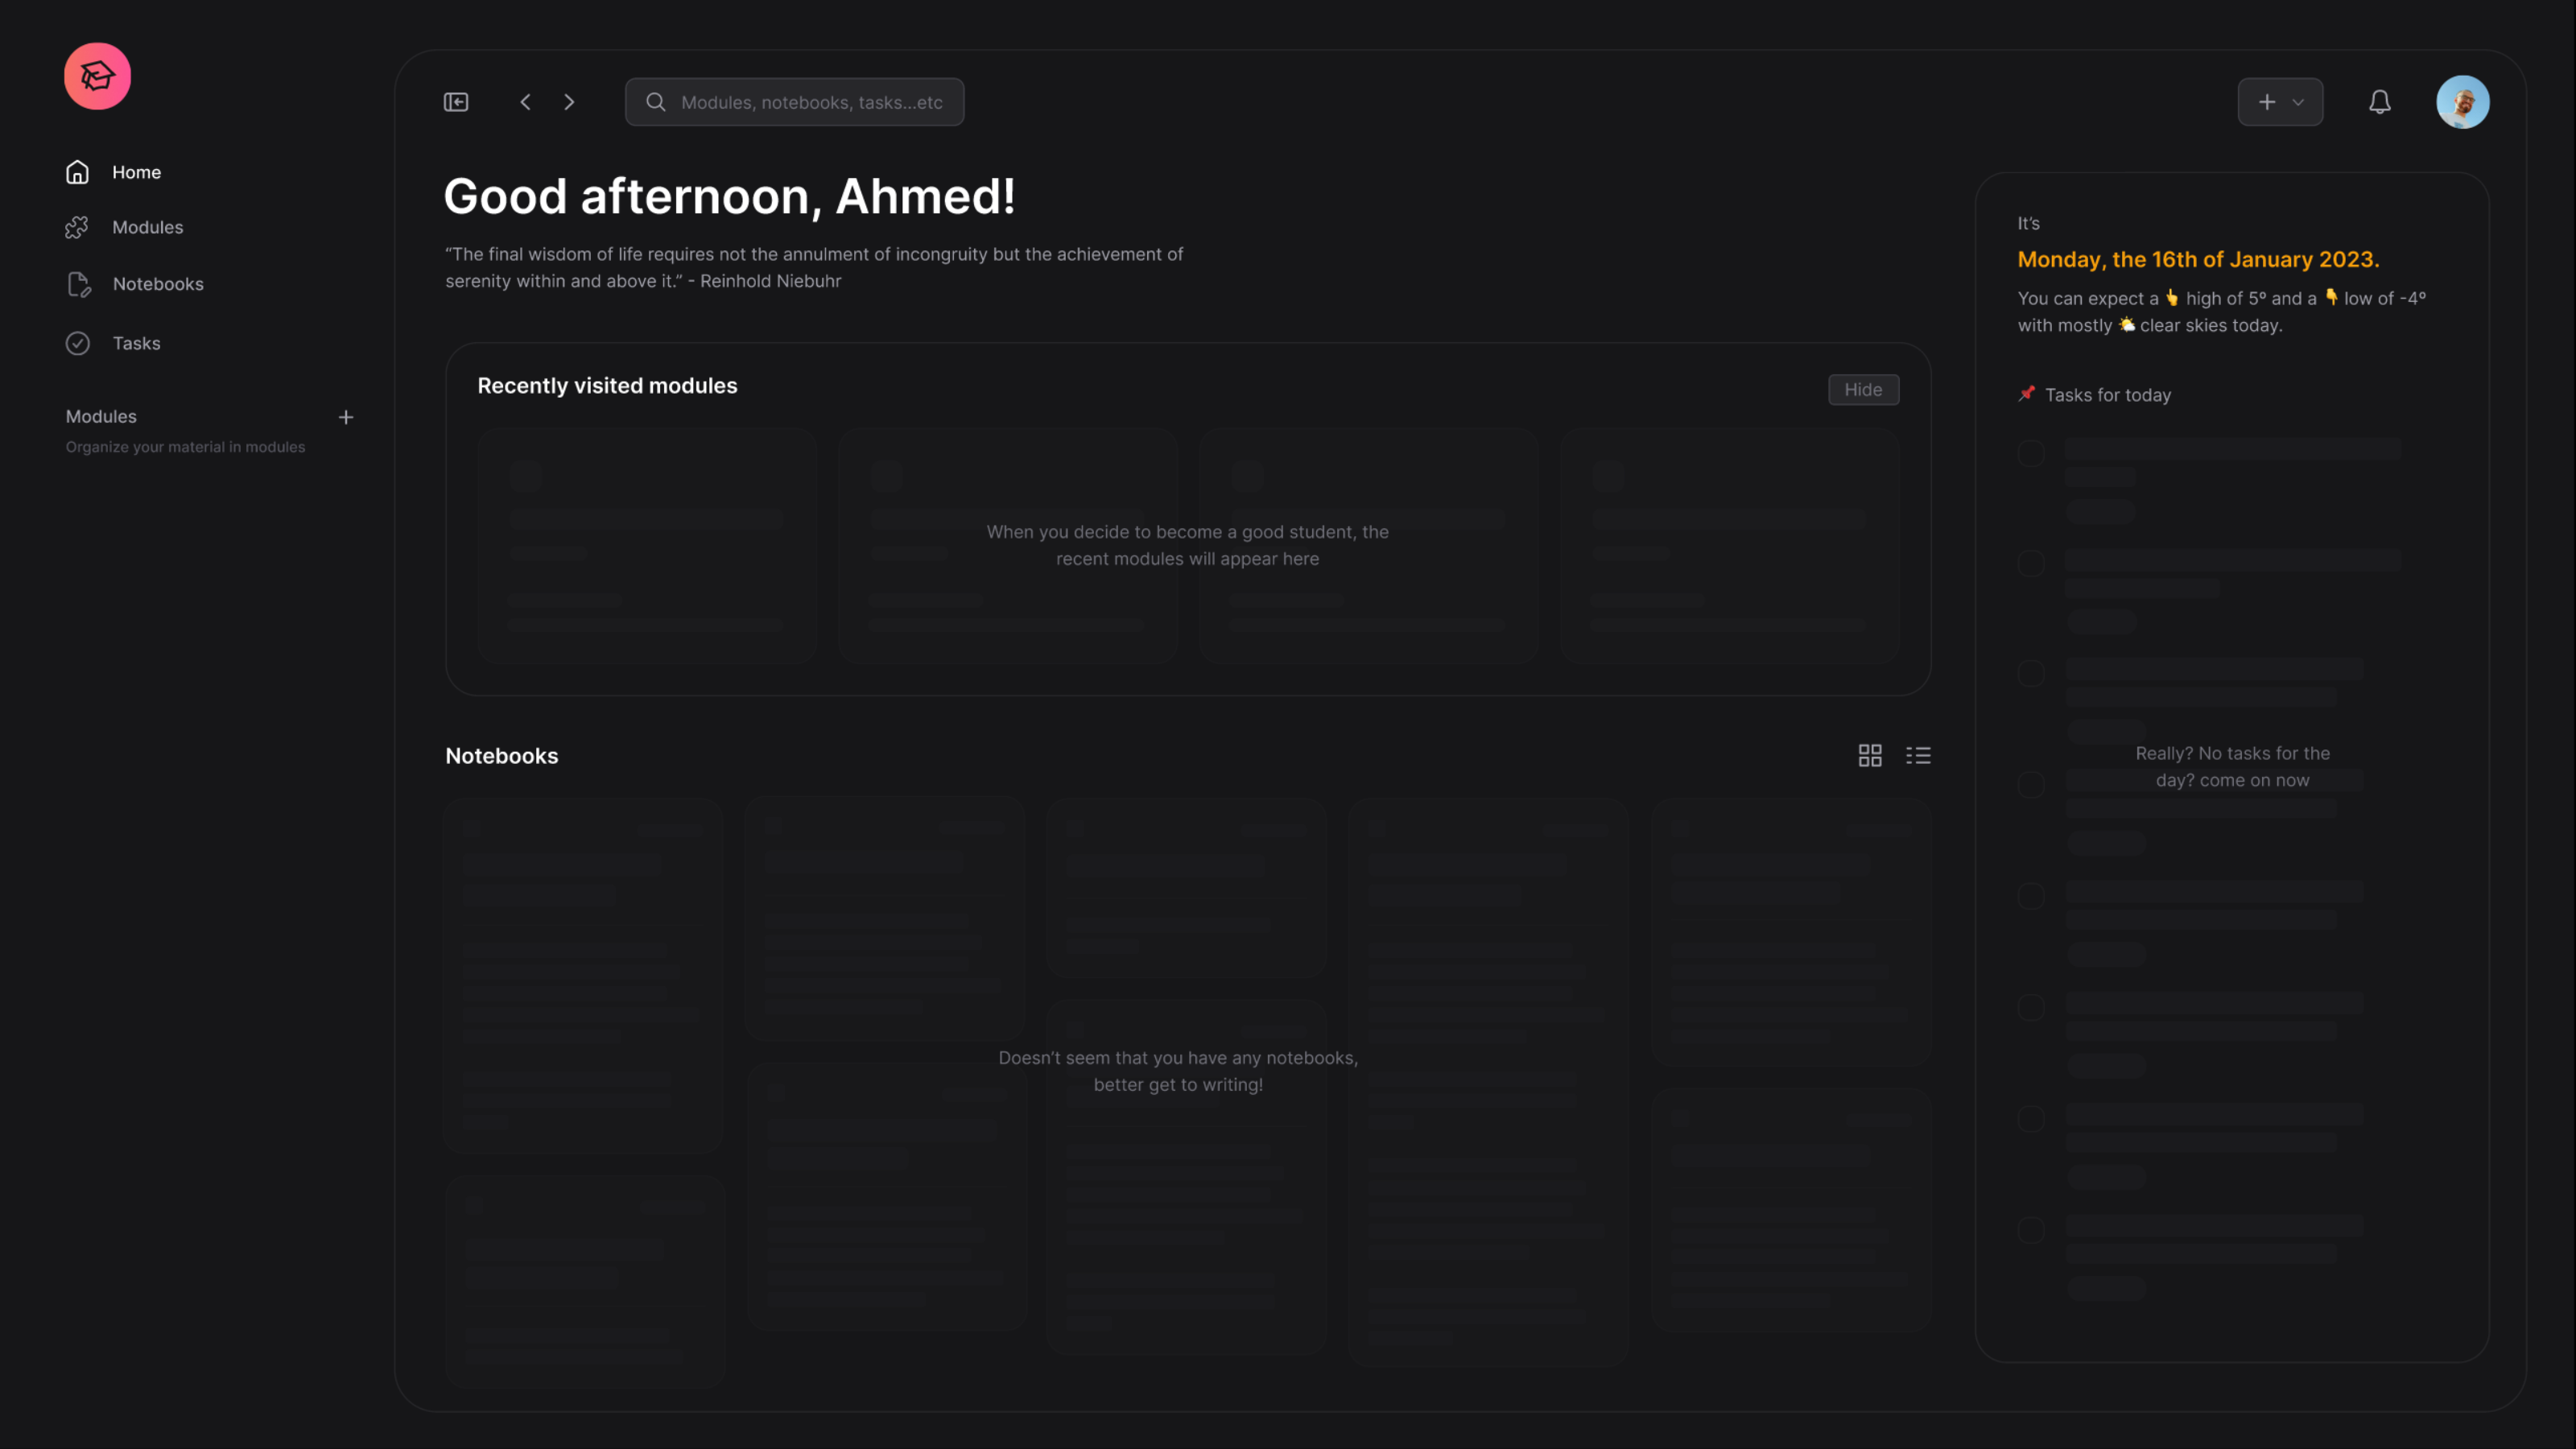 Home
Modules
Notebooks
Tasks
Modules
Organize your material in modules
Modules, notebooks, tasks...etc
Good afternoon, Ahmed!
“The final wisdom of life requires not the annulment of incongruity but the achievement of
serenity within and above it.” - Reinhold Niebuhr
Recently visited modules
Hide
When you decide to become a good student, the
recent modules will appear here
Notebooks
Doesn’t seem that you have any notebooks,
better get to writing!
It’s
Monday, the 16th of January 2023.
You can expect a 👆 high of 5º and a 👇 low of -4º
with mostly 🌤 clear skies today.
📌 Tasks for today
Really? No tasks for the
day? come on now